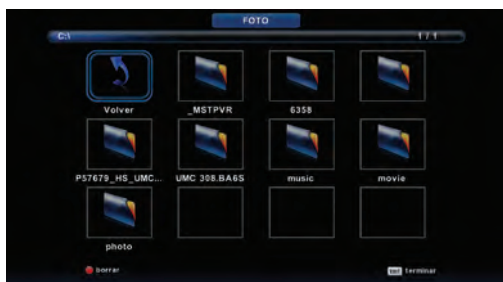 FOTO
C:\ 1 / 1
Volver _MSTPVR 6358
P57679_HS_UMC... UMC 308.BA6S music movie
photo
borrar terminar